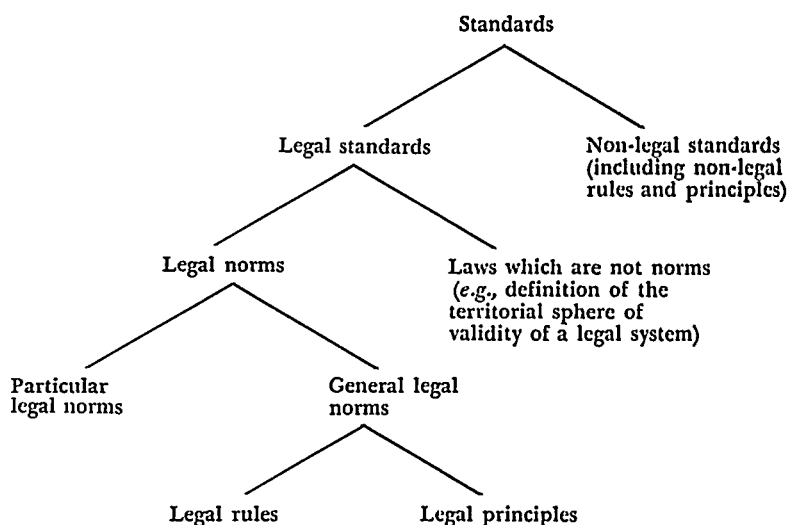 Standards
Legal standards
Non-legal standards
(including non-legal
rules and principles)
Legal norms
Laws which are not norms
(e.g., definition of the
territorial sphere of
validity of a legal system)
Particular
legal norms
General legal
norms
Legal rules
Legal principles